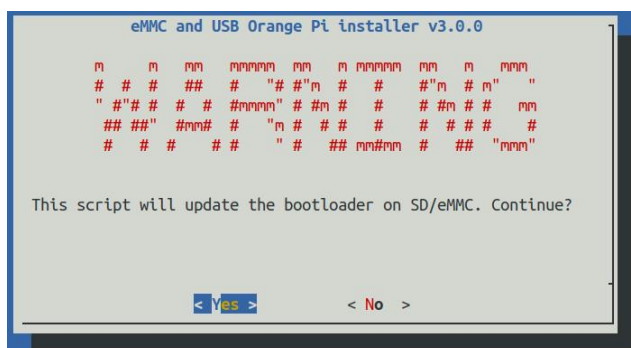 eMMC and USB Orange Pi installer v3.0.0
WARNING
This script will update the bootloader on SD/eMMC. Continue?
< Yes > < No >